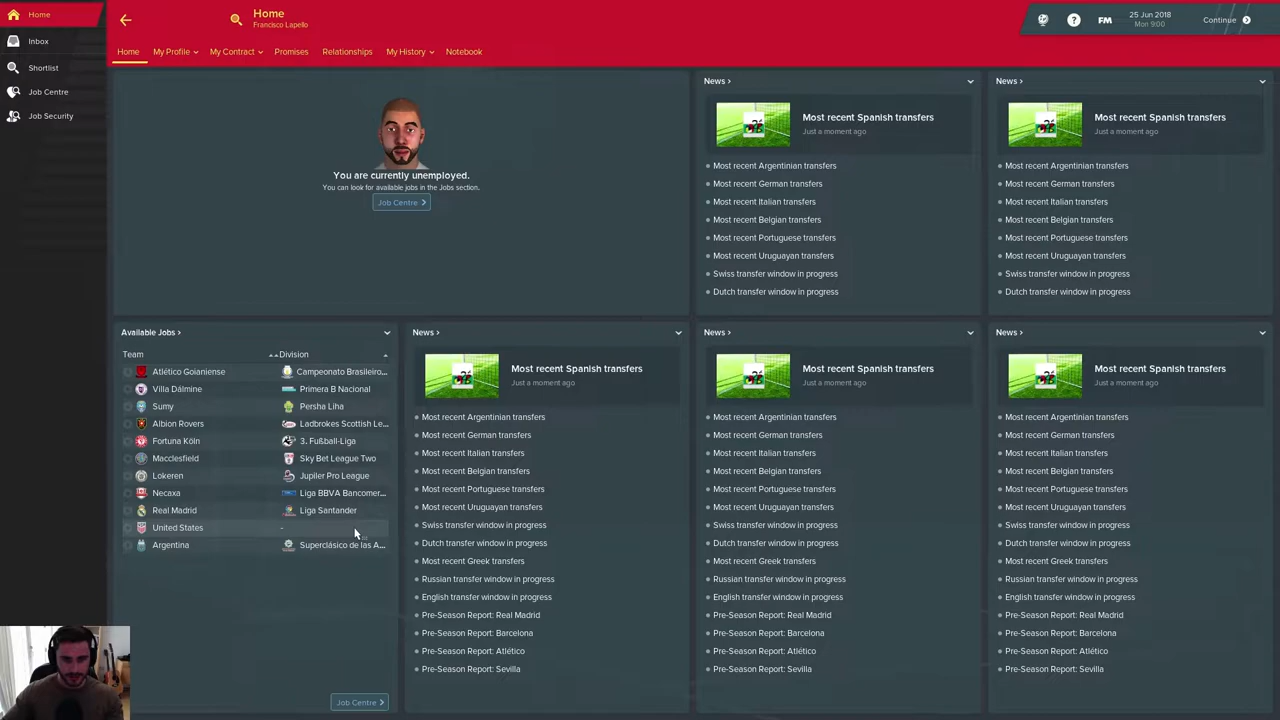 Home
Inbox
Shortlist
Job Centre
Job Security
Home
Francisco Lapello
FM
25 Jun 2018
Mon 9:00
Continue
Home
My Profile
My Contract
Promises
Relationships
My History
Notebook
You are currently unemployed.
You can look for available jobs in the Jobs section.
Job Centre
News
Most recent Spanish transfers
Just a moment ago
Most recent Argentinian transfers
Most recent German transfers
Most recent Italian transfers
Most recent Belgian transfers
Most recent Portuguese transfers
Most recent Uruguayan transfers
Swiss transfer window in progress
Dutch transfer window in progress
News
Most recent Spanish transfers
Just a moment ago
Most recent Argentinian transfers
Most recent German transfers
Most recent Italian transfers
Most recent Belgian transfers
Most recent Portuguese transfers
Most recent Uruguayan transfers
Swiss transfer window in progress
Dutch transfer window in progress
Available Jobs
Team Division
Atlético Goianiense Campeonato Brasileiro...
Villa Dálmine Primera B Nacional
Sumy Persha Liha
Albion Rovers Ladbrokes Scottish Le...
Fortuna Köln 3. Fußball-Liga
Macclesfield Sky Bet League Two
Lokeren Jupiler Pro League
Necaxa Liga BBVA Bancomer...
Real Madrid Liga Santander
United States -
Argentina Superclásico de las A...
Job Centre
News
Most recent Spanish transfers
Just a moment ago
Most recent Argentinian transfers
Most recent German transfers
Most recent Italian transfers
Most recent Belgian transfers
Most recent Portuguese transfers
Most recent Uruguayan transfers
Swiss transfer window in progress
Dutch transfer window in progress
Most recent Greek transfers
Russian transfer window in progress
English transfer window in progress
Pre-Season Report: Real Madrid
Pre-Season Report: Barcelona
Pre-Season Report: Atlético
Pre-Season Report: Sevilla
News
Most recent Spanish transfers
Just a moment ago
Most recent Argentinian transfers
Most recent German transfers
Most recent Italian transfers
Most recent Belgian transfers
Most recent Portuguese transfers
Most recent Uruguayan transfers
Swiss transfer window in progress
Dutch transfer window in progress
Most recent Greek transfers
Russian transfer window in progress
English transfer window in progress
Pre-Season Report: Real Madrid
Pre-Season Report: Barcelona
Pre-Season Report: Atlético
Pre-Season Report: Sevilla
News
Most recent Spanish transfers
Just a moment ago
Most recent Argentinian transfers
Most recent German transfers
Most recent Italian transfers
Most recent Belgian transfers
Most recent Portuguese transfers
Most recent Uruguayan transfers
Swiss transfer window in progress
Dutch transfer window in progress
Most recent Greek transfers
Russian transfer window in progress
English transfer window in progress
Pre-Season Report: Real Madrid
Pre-Season Report: Barcelona
Pre-Season Report: Atlético
Pre-Season Report: Sevilla